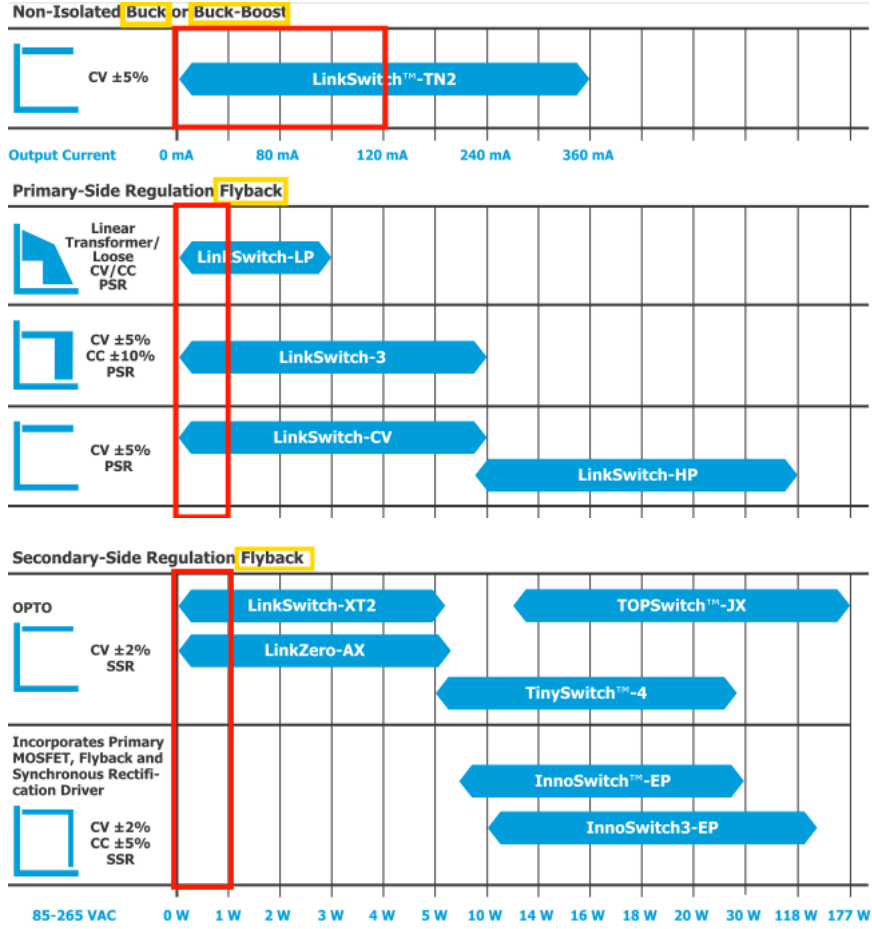 Non-Isolated Buck or Buck-Boost
CV ±5%
LinkSwitch™-TN2
Output Current 0 mA 80 mA 120 mA 240 mA 360 mA
Primary-Side Regulation Flyback
Linear
Transformer/
Loose
CV/CC
PSR
LinkSwitch-LP
CV ±5%
CC ±10%
PSR
LinkSwitch-3
CV ±5%
PSR
LinkSwitch-CV
LinkSwitch-HP
Secondary-Side Regulation Flyback
OPTO
CV ±2%
SSR
LinkSwitch-XT2
TOPSwitch™-JX
LinkZero-AX
TinySwitch™-4
Incorporates Primary
MOSFET, Flyback and
Synchronous Rectifi-
cation Driver
CV ±2%
CC ±5%
SSR
InnoSwitch™-EP
InnoSwitch3-EP
85-265 VAC 0 W 1 W 2 W 3 W 4 W 5 W 10 W 14 W 16 W 18 W 20 W 30 W 118 W 177 W